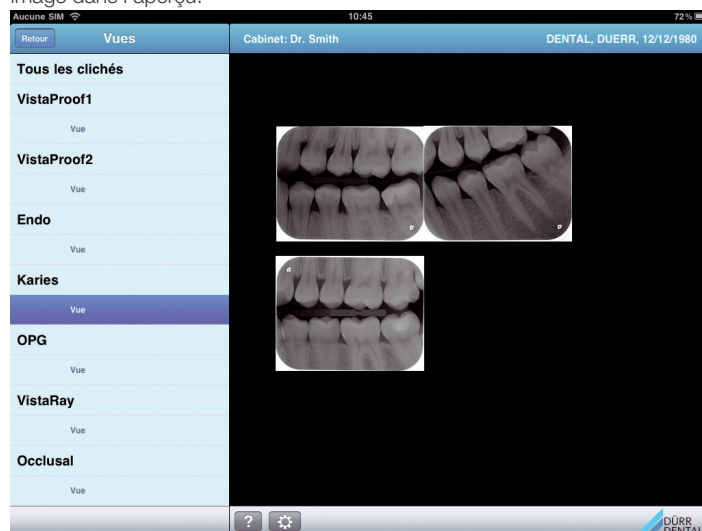 image dans l'aperçu.
Aucune SIM 10:45 72%
Retour Vues Cabinet: Dr. Smith DENTAL, DUERR, 12/12/1980
Tous les clichés
VistaProof1
Vue
VistaProof2
Vue
Endo
Vue
Karies
Vue
OPG
Vue
VistaRay
Vue
Occlusal
Vue
?
DÜRR
DENTAL